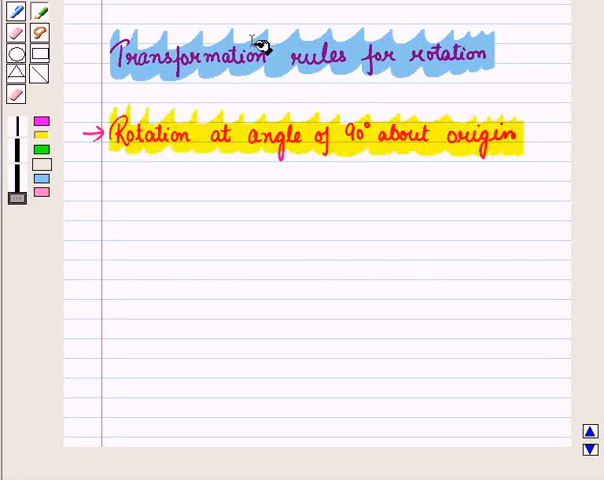 Transformation rules for rotation
→ Rotation at angle of 90° about origin